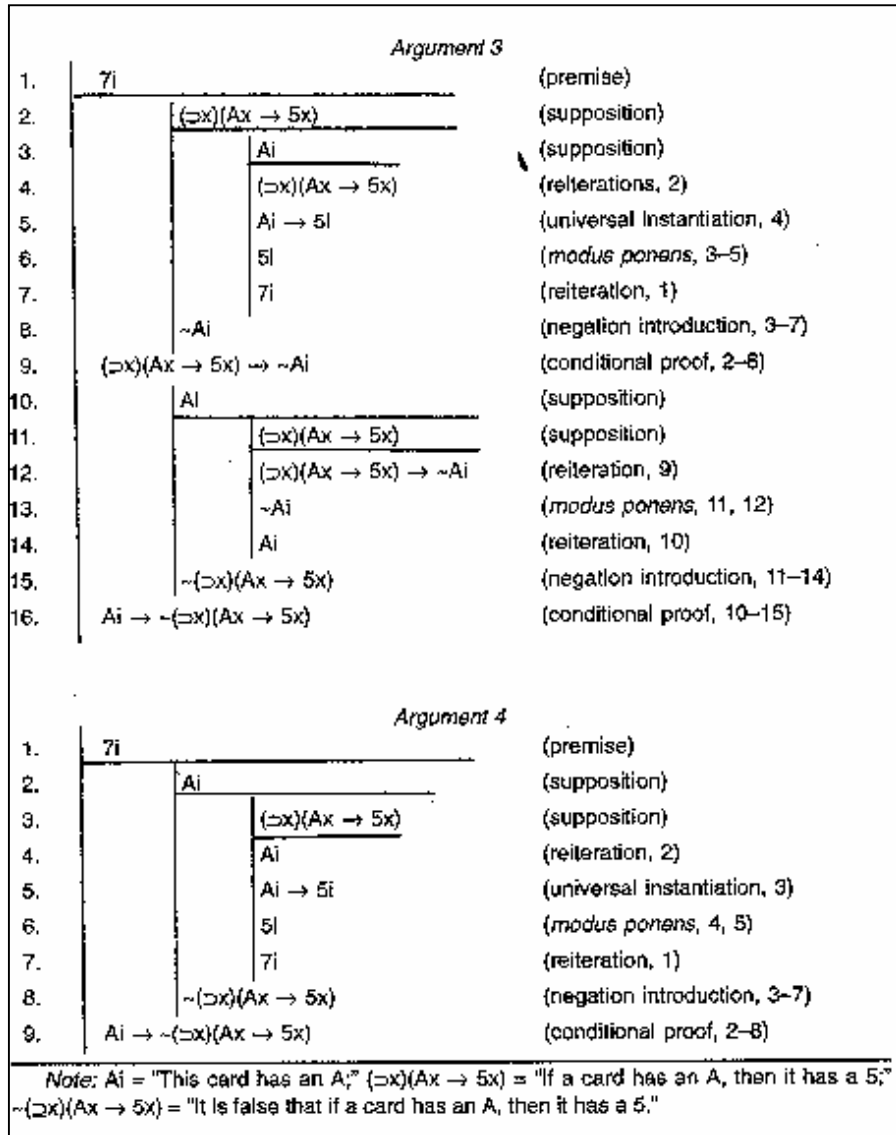 Argument 3
1. 7i (premise)
2. (⊃x)(Ax → 5x) (supposition)
3. Ai (supposition)
4. (⊃x)(Ax → 5x) (reiterations, 2)
5. Ai → 5i (universal instantiation, 4)
6. 5i (modus ponens, 3–5)
7. 7i (reiteration, 1)
8. ~Ai (negation introduction, 3–7)
9. (⊃x)(Ax → 5x) → ~Ai (conditional proof, 2–8)
10. Ai (supposition)
11. (⊃x)(Ax → 5x) (supposition)
12. (⊃x)(Ax → 5x) → ~Ai (reiteration, 9)
13. ~Ai (modus ponens, 11, 12)
14. Ai (reiteration, 10)
15. ~(⊃x)(Ax → 5x) (negation introduction, 11–14)
16. Ai → ~(⊃x)(Ax → 5x) (conditional proof, 10–15)
Argument 4
1. 7i (premise)
2. Ai (supposition)
3. (⊃x)(Ax → 5x) (supposition)
4. Ai (reiteration, 2)
5. Ai → 5i (universal instantiation, 3)
6. 5i (modus ponens, 4, 5)
7. 7i (reiteration, 1)
8. ~(⊃x)(Ax → 5x) (negation introduction, 3–7)
9. Ai → ~(⊃x)(Ax → 5x) (conditional proof, 2–8)
Note: Ai = "This card has an A;" (⊃x)(Ax → 5x) = "If a card has an A, then it has a 5;"
~(⊃x)(Ax → 5x) = "It is false that if a card has an A, then it has a 5."